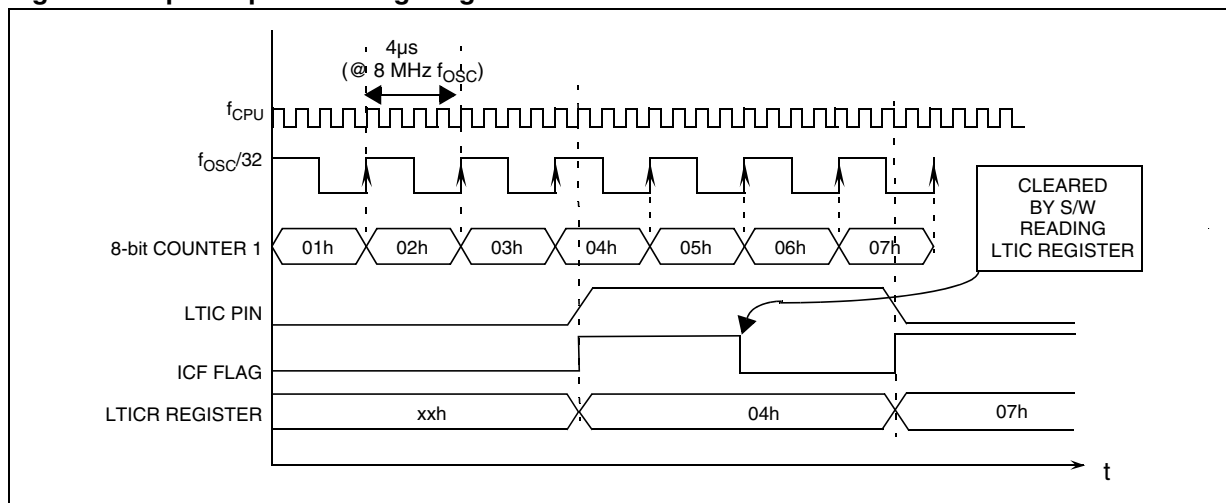 4µs
(@ 8 MHz fOSC)
fCPU
fOSC/32
CLEARED
BY S/W
READING
LTIC REGISTER
8-bit COUNTER 1
01h 02h 03h 04h 05h 06h 07h
LTIC PIN
ICF FLAG
LTICR REGISTER
xxh 04h 07h
t